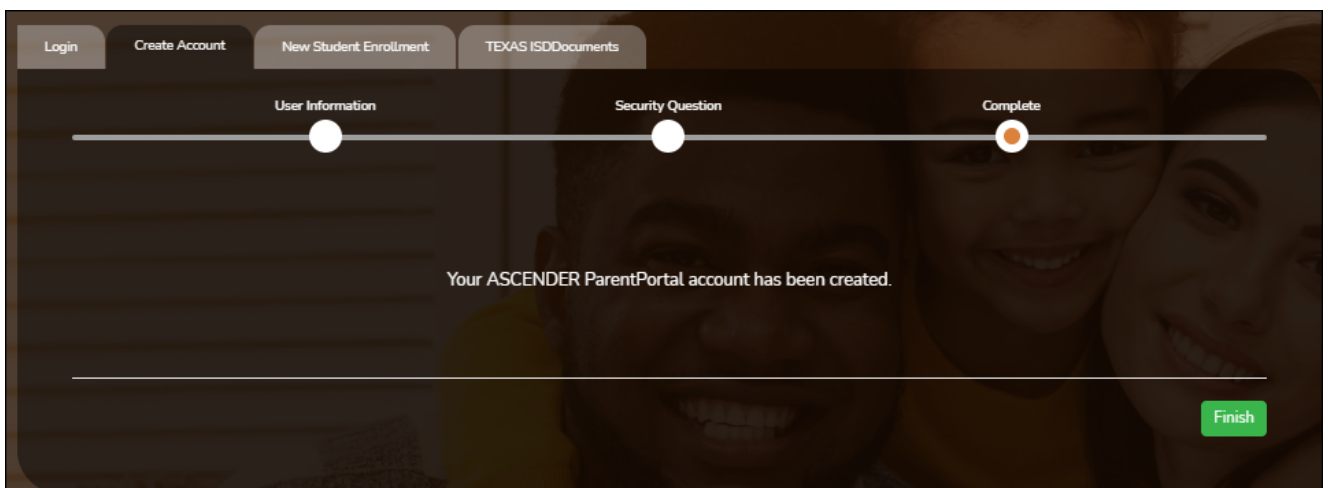 Login Create Account New Student Enrollment TEXAS ISDDocuments
User Information Security Question Complete
Your ASCENDER ParentPortal account has been created.
Finish